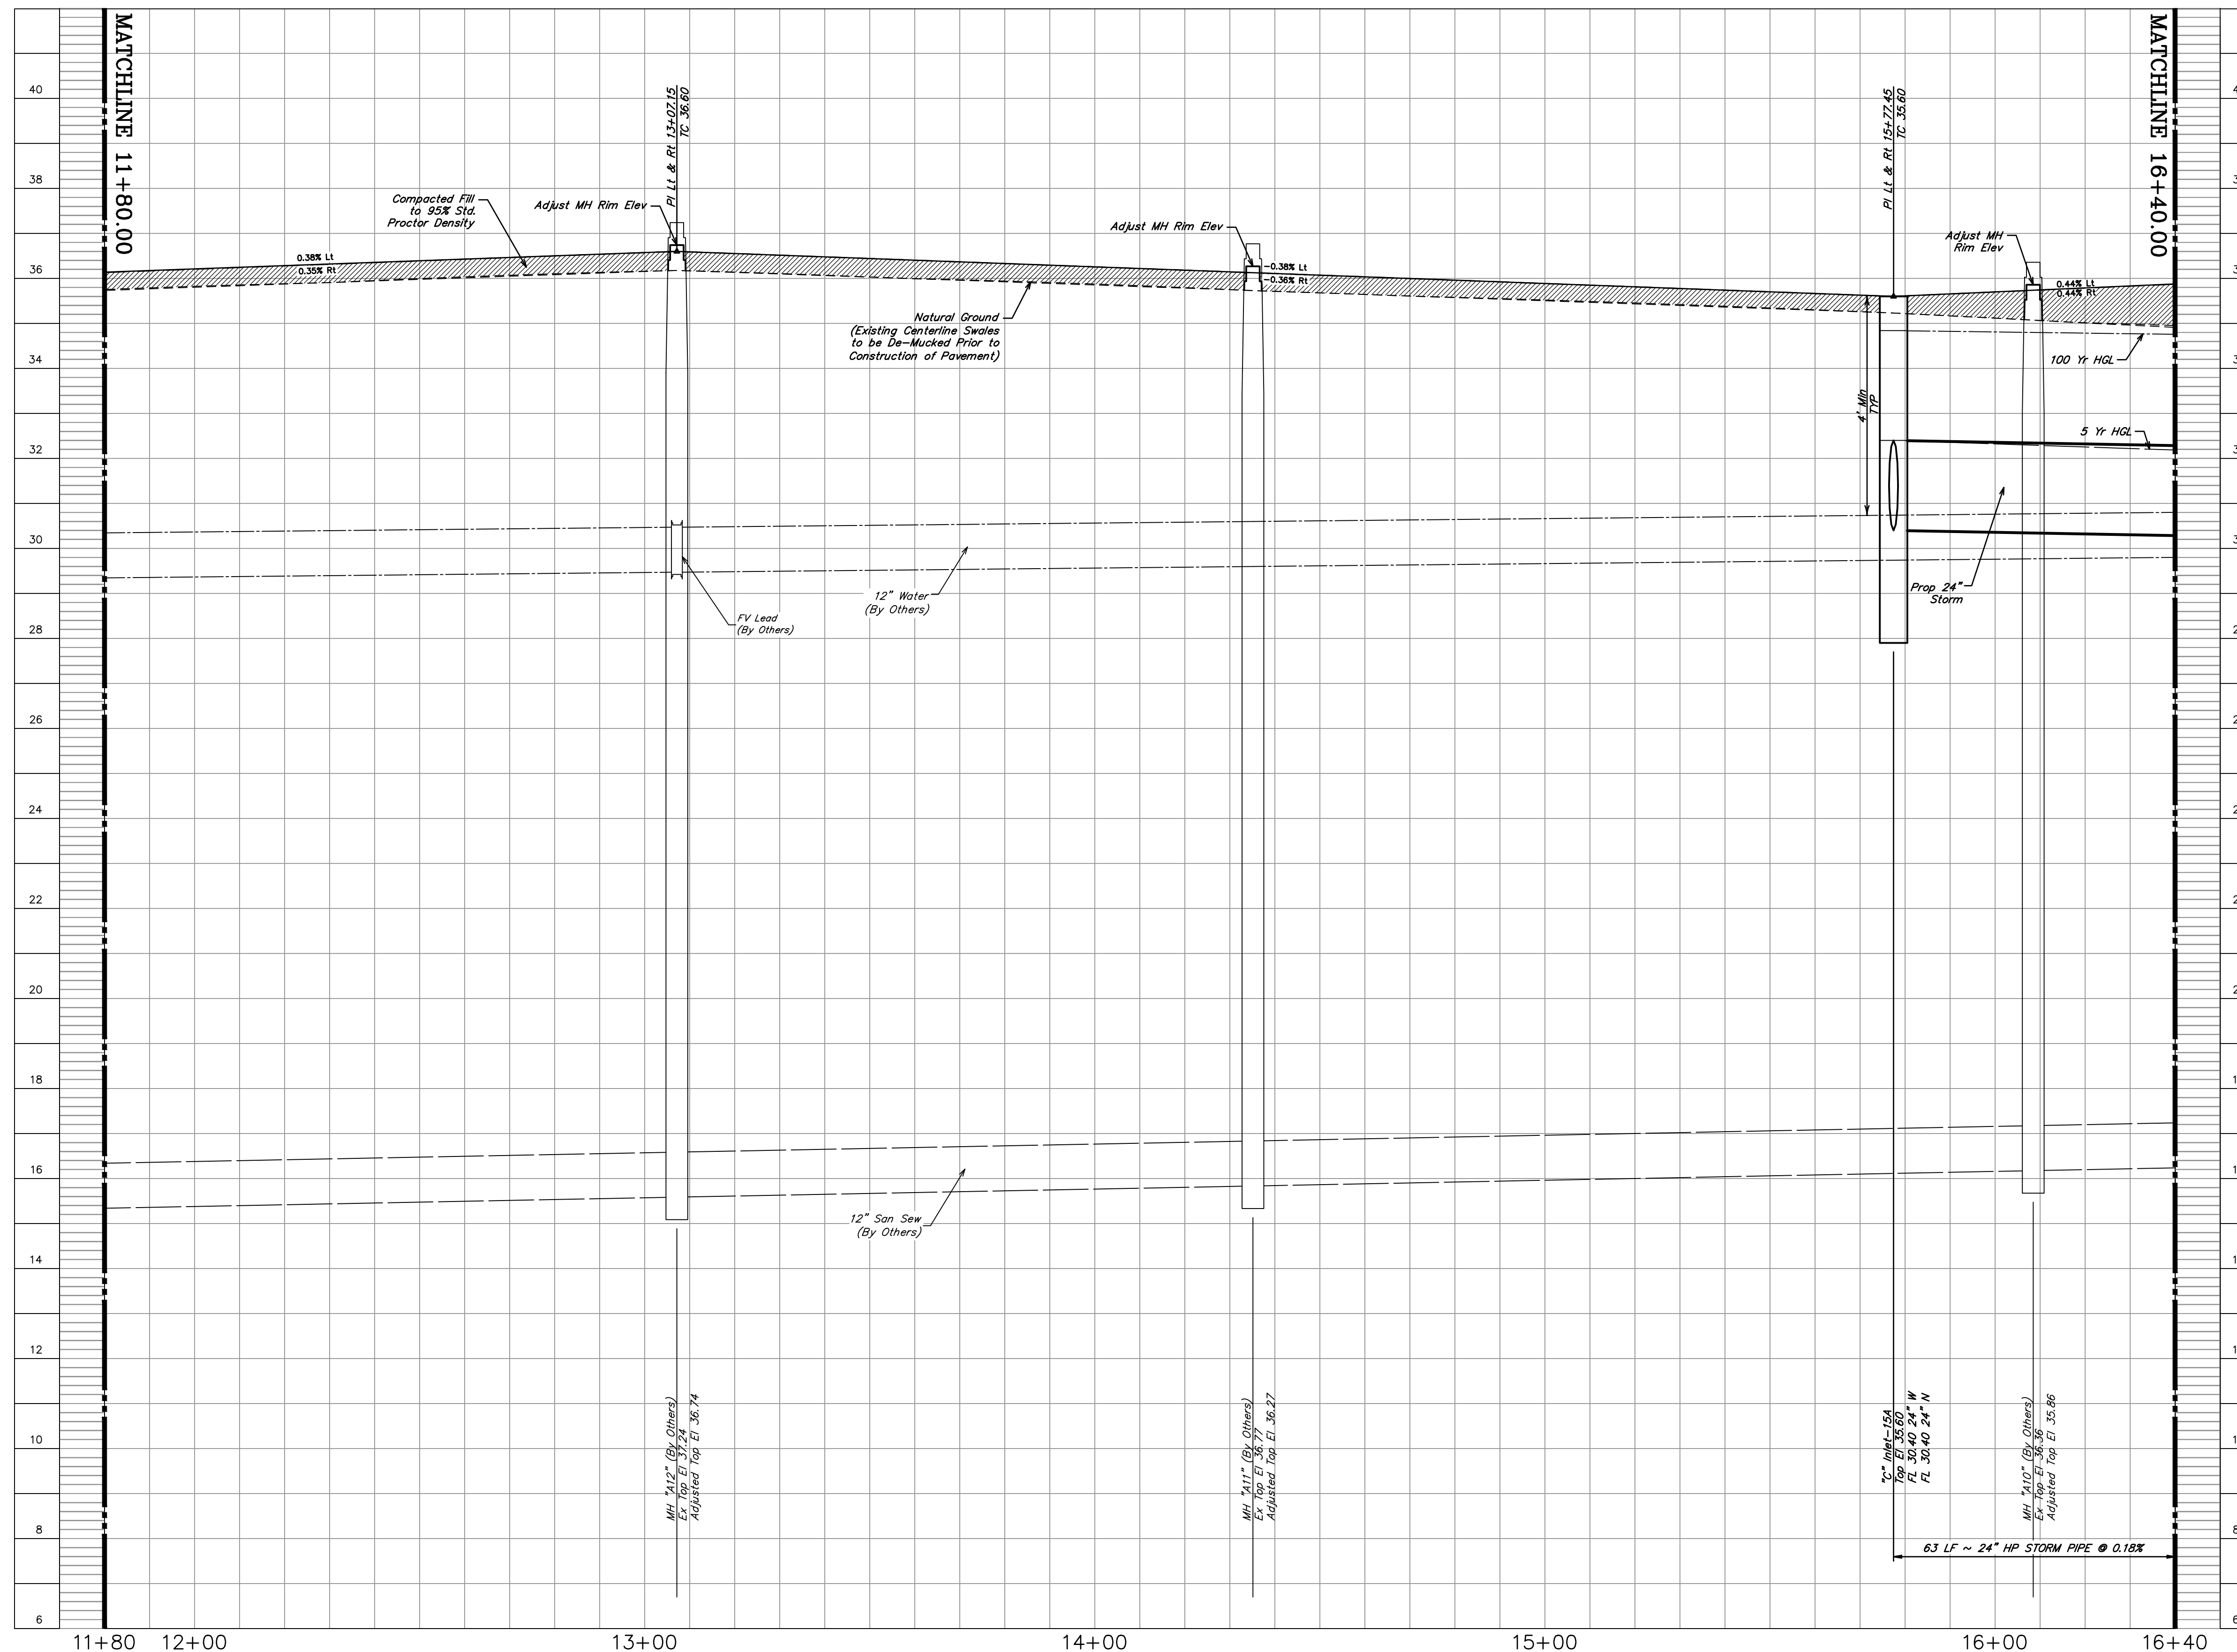 MATCHLINE 11+80.00
MATCHLINE 16+40.00
40
38
36
34
32
30
28
26
24
22
20
18
16
14
12
10
8
6
PI Lt & Rt 13+07.15
TC 36.60
PI Lt & Rt 15+77.45
TC 35.60
Compacted Fill
to 95% Std.
Proctor Density
Adjust MH Rim Elev
Adjust MH Rim Elev
Adjust MH
Rim Elev
0.38% Lt
0.35% Rt
-0.38% Lt
-0.36% Rt
0.44% Lt
0.44% Rt
Natural Ground
(Existing Centerline Swales
to be De-Mucked Prior to
Construction of Pavement)
100 Yr HGL
4' Min
TYP
5 Yr HGL
Prop 24"
Storm
12" Water
(By Others)
FV Lead
(By Others)
12" San Sew
(By Others)
MH "A12" (By Others)
Ex Top El 37.24
Adjusted Top El 36.74
MH "A11" (By Others)
Ex Top El 36.77
Adjusted Top El 36.27
"C" Inlet-15A
Top El 35.60
FL 30.40 24" W
FL 30.40 24" N
MH "A10" (By Others)
Ex Top El 36.36
Adjusted Top El 35.86
63 LF ~ 24" HP STORM PIPE @ 0.18%
11+80
12+00
13+00
14+00
15+00
16+00
16+40